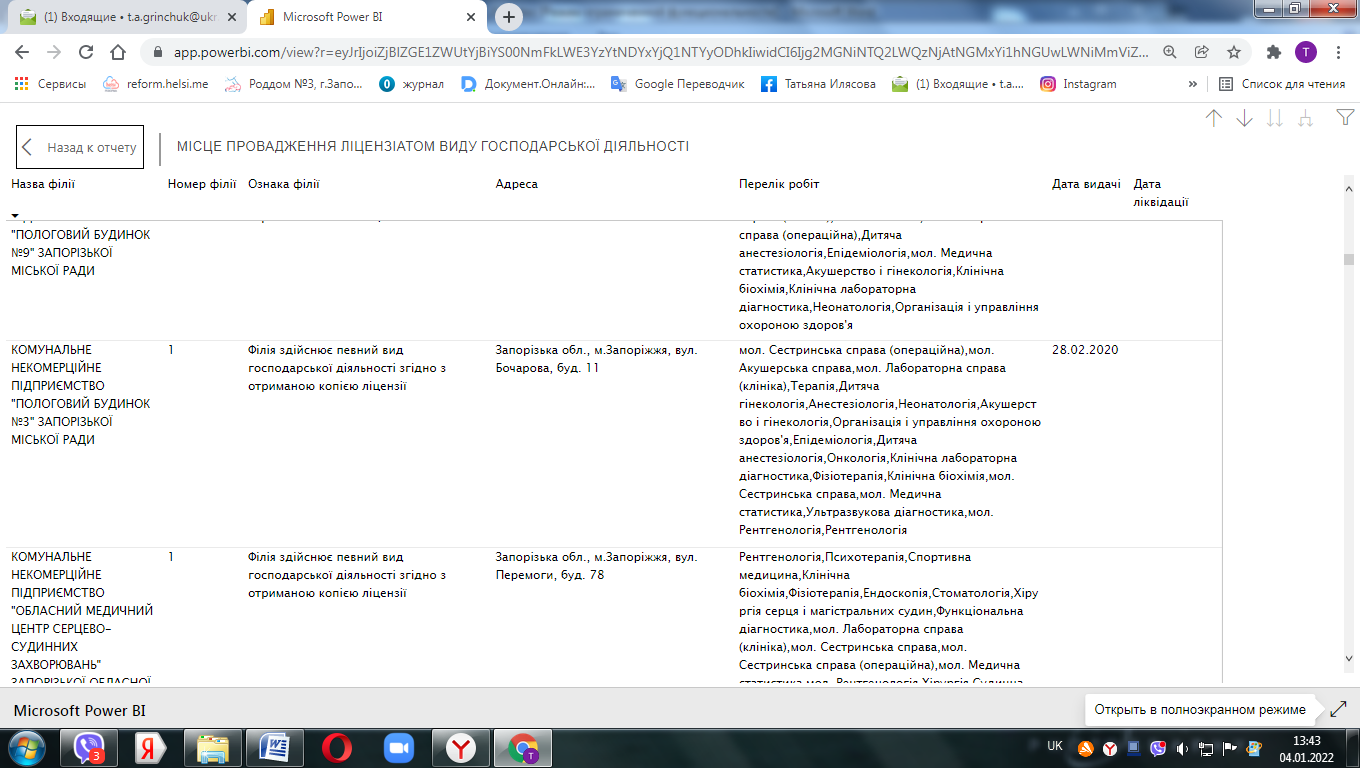 (1) Входящие • t.a.grinchuk@ukr
Microsoft Power BI
app.powerbi.com/view?r=eyJrIjoiZjBlZGE1ZWUtYjBiYS00NmFkLWE3YzYtNDYxYjQ1NTYyODhkIiwidCI6Ijg2MGNiNTQ2LWQzNjAtNGMxYi1hNGUwLWNiMmViZ...
T
Сервисы
reform.helsi.me
Роддом №3, г.Запо...
журнал
Документ.Онлайн:...
Google Переводчик
Татьяна Илясова
(1) Входящие • t.a....
Instagram
»
Список для чтения
Назад к отчету
МІСЦЕ ПРОВАДЖЕННЯ ЛІЦЕНЗІАТОМ ВИДУ ГОСПОДАРСЬКОЇ ДІЯЛЬНОСТІ
Назва філії
Номер філії
Ознака філії
Адреса
Перелік робіт
Дата видачі
Дата
ліквідації
"ПОЛОГОВИЙ БУДИНОК
№9" ЗАПОРІЗЬКОЇ
МІСЬКОЇ РАДИ
справа (операційна),Дитяча
анестезіологія,Епідеміологія,мол. Медична
статистика,Акушерство і гінекологія,Клінічна
біохімія,Клінічна лабораторна
діагностика,Неонатологія,Організація і управління
охороною здоров'я
КОМУНАЛЬНЕ
НЕКОМЕРЦІЙНЕ
ПІДПРИЄМСТВО
"ПОЛОГОВИЙ БУДИНОК
№3" ЗАПОРІЗЬКОЇ
МІСЬКОЇ РАДИ
1
Філія здійснює певний вид
господарської діяльності згідно з
отриманою копією ліцензії
Запорізька обл., м.Запоріжжя, вул.
Бочарова, буд. 11
мол. Сестринська справа (операційна),мол.
Акушерська справа,мол. Лабораторна справа
(клініка),Терапія,Дитяча
гінекологія,Анестезіологія,Неонатологія,Акушерст
во і гінекологія,Організація і управління охороною
здоров'я,Епідеміологія,Дитяча
анестезіологія,Онкологія,Клінічна лабораторна
діагностика,Фізіотерапія,Клінічна біохімія,мол.
Сестринська справа,мол. Медична
статистика,Ультразвукова діагностика,мол.
Рентгенологія,Рентгенологія
28.02.2020
КОМУНАЛЬНЕ
НЕКОМЕРЦІЙНЕ
ПІДПРИЄМСТВО
"ОБЛАСНИЙ МЕДИЧНИЙ
ЦЕНТР СЕРЦЕВО-
СУДИННИХ
ЗАХВОРЮВАНЬ"
ЗАПОРІЗЬКОЇ ОБЛАСНОЇ
1
Філія здійснює певний вид
господарської діяльності згідно з
отриманою копією ліцензії
Запорізька обл., м.Запоріжжя, вул.
Перемоги, буд. 78
Рентгенологія,Психотерапія,Спортивна
медицина,Клінічна
біохімія,Фізіотерапія,Ендоскопія,Стоматологія,Хіру
ргія серця і магістральних судин,Функціональна
діагностика,мол. Лабораторна справа
(клініка),мол. Сестринська справа,мол.
Сестринська справа (операційна),мол. Медична
статистика,мол. Рентгенологія,Хірургія,Судинна
Microsoft Power BI
Открыть в полноэкранном режиме
3
UK
13:43
04.01.2022